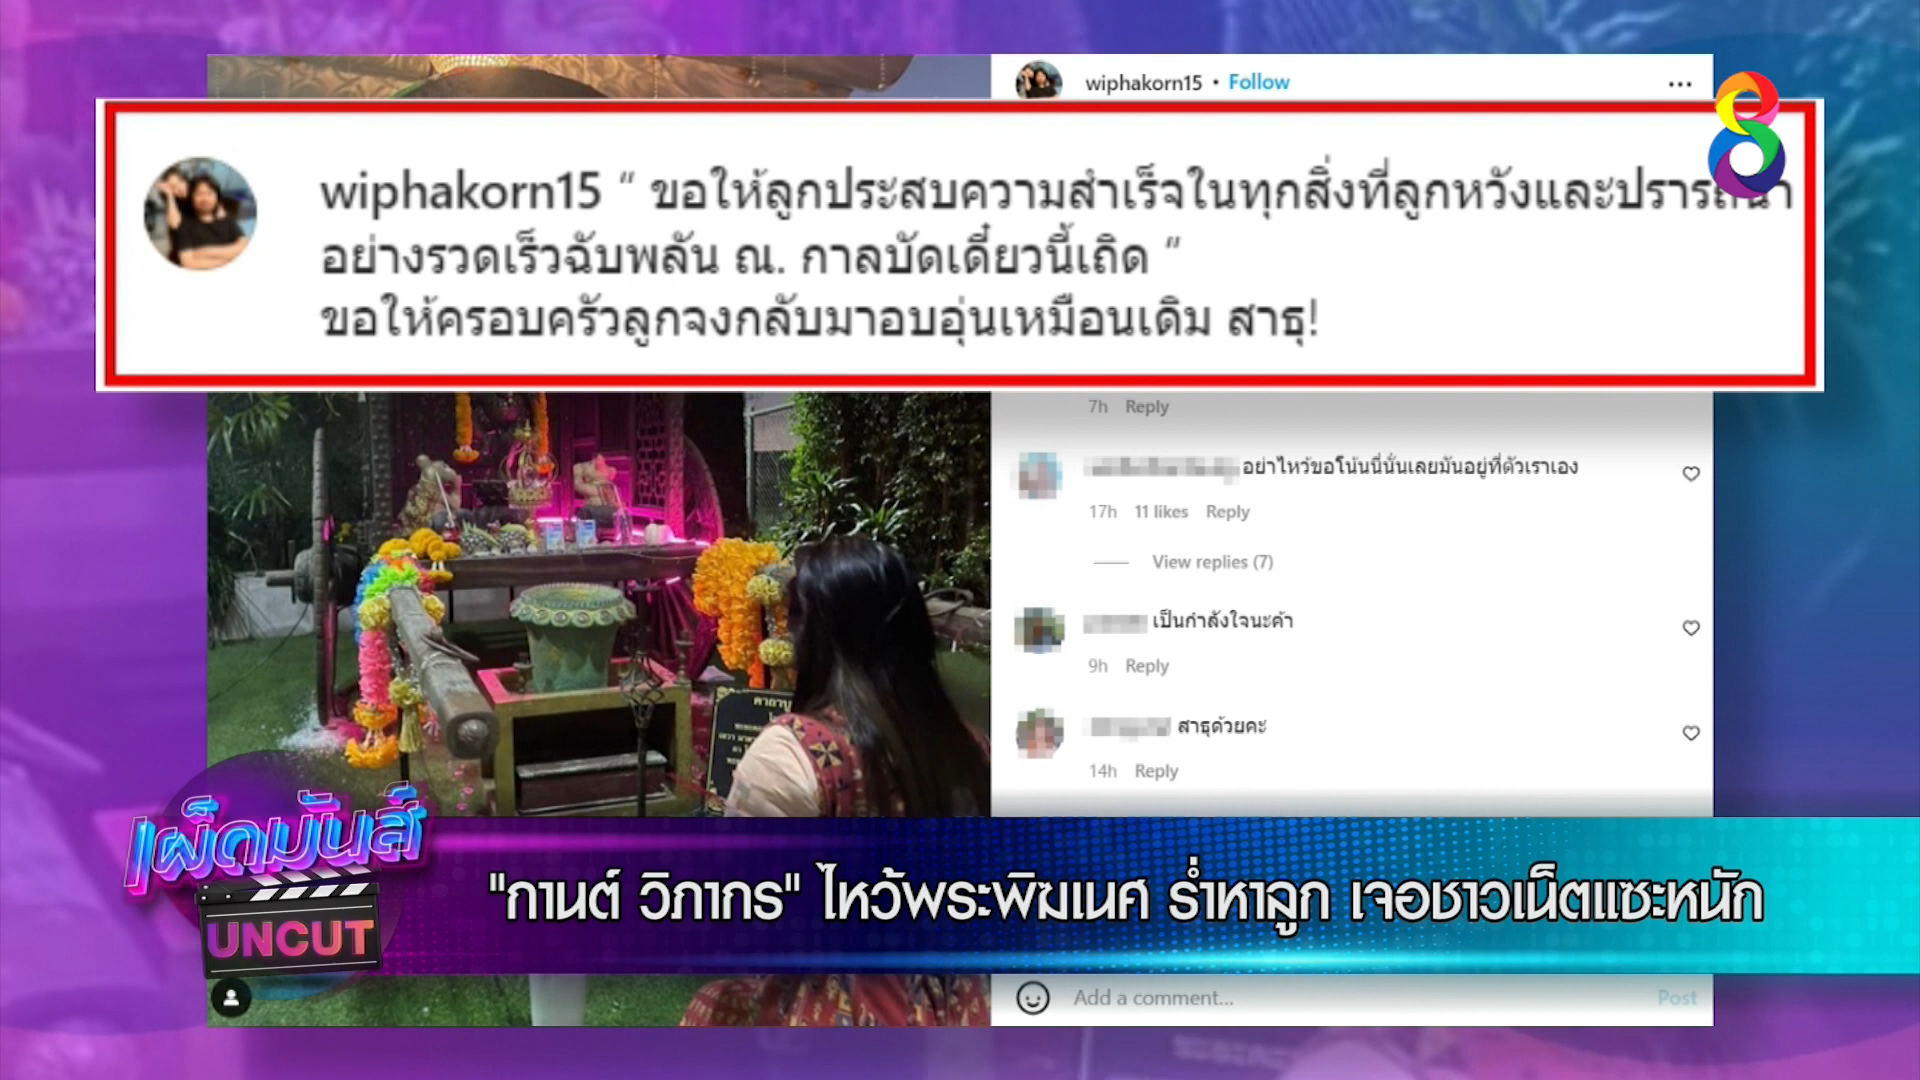 wiphakorn15 • Follow
wiphakorn15 “ ขอให้ลูกประสบความสำเร็จในทุกสิ่งที่ลูกหวังและปรารถนา
อย่างรวดเร็วฉับพลัน ณ. กาลบัดเดี๋ยวนี้เถิด ”
ขอให้ครอบครัวลูกจงกลับมาอบอุ่นเหมือนเดิม สาธุ!
7h Reply
อย่าไหว้ขอโน้นนี่นั่นเลยมันอยู่ที่ตัวเราเอง
17h 11 likes Reply
View replies (7)
เป็นกำลังใจนะค้า
9h Reply
สาธุด้วยคะ
14h Reply
เผ็ดมันส์
UNCUT
"กานต์ วิภากร" ไหว้พระพิฆเนศ ร่ำหาลูก เจอชาวเน็ตแซะหนัก
Add a comment...
Post